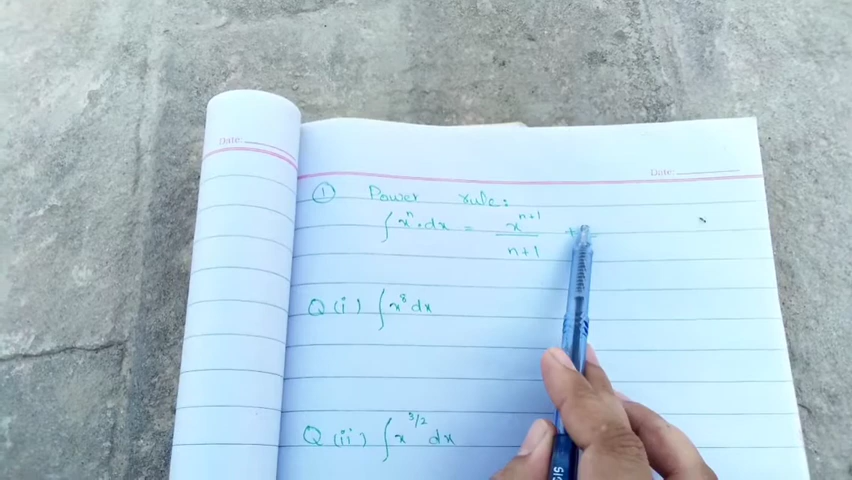 Date:
Date:
① Power rule:
∫ xⁿ . dx = xⁿ⁺¹ / n+1 +
Q (i) ∫ x⁸ dx
Q (ii) ∫ x^3/2 dx